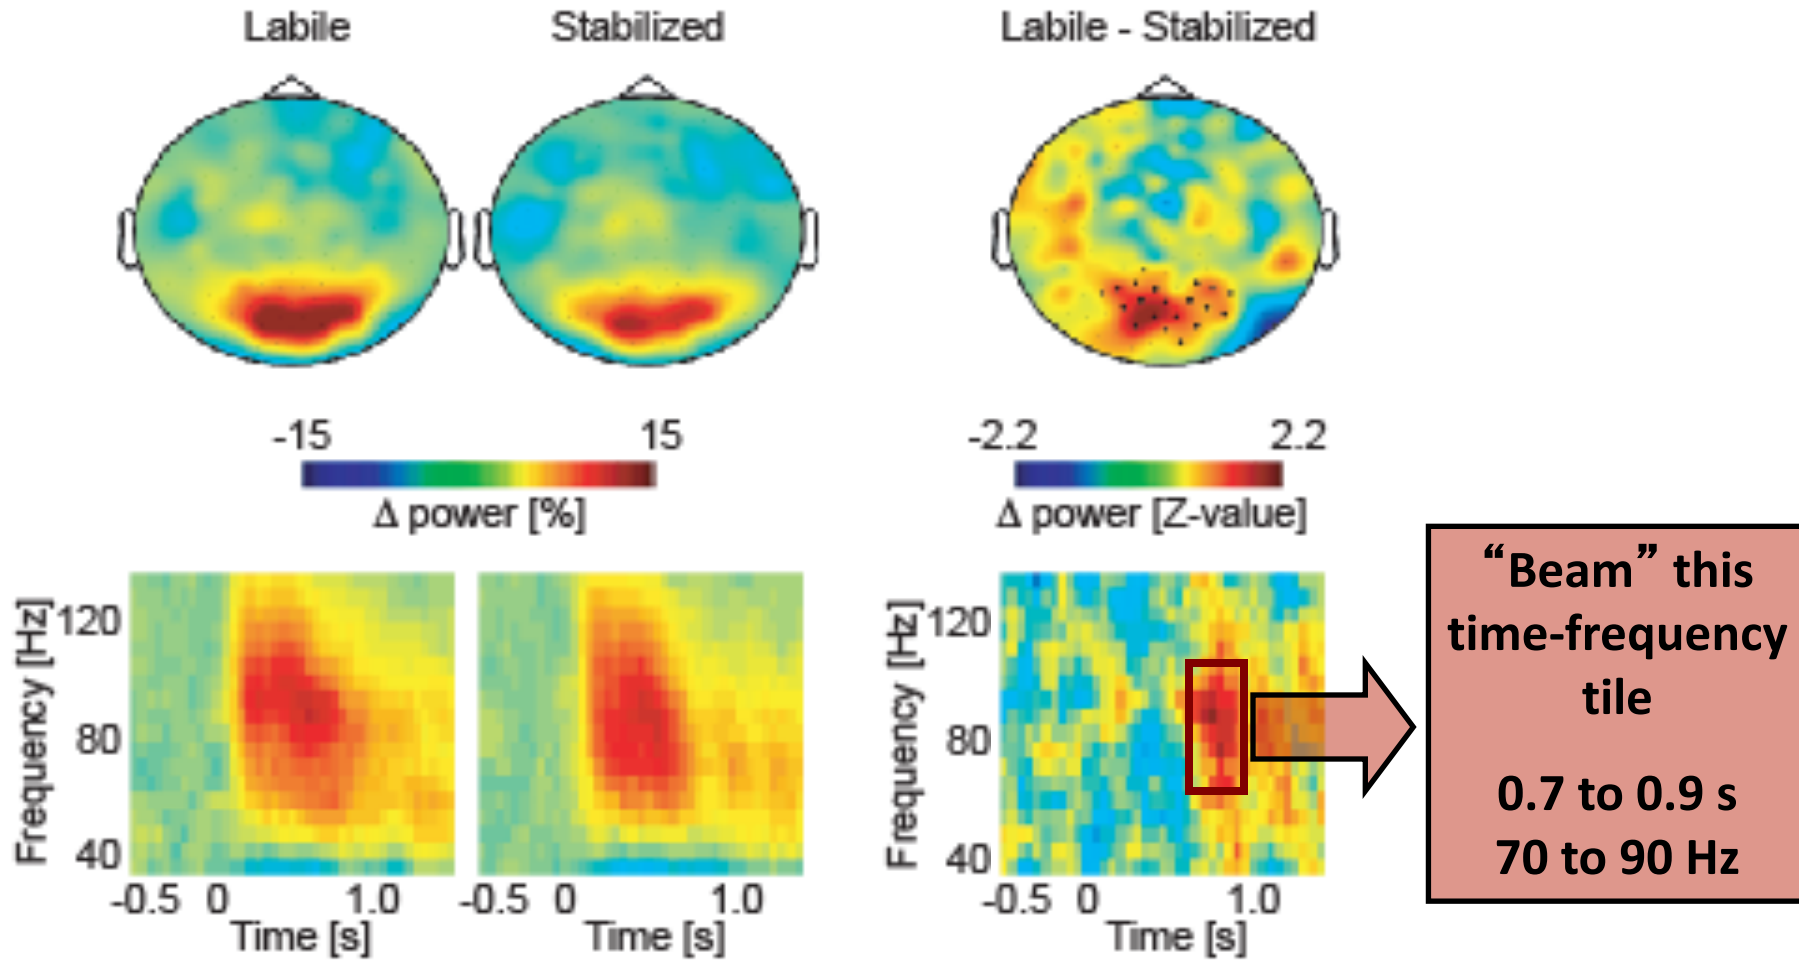 Labile
Stabilized
Labile - Stabilized
-15
15
Δ power [%]
-2.2
2.2
Δ power [Z-value]
Frequency [Hz]
120
80
40
-0.5
0
1.0
Time [s]
-0.5
0
1.0
Time [s]
Frequency [Hz]
120
80
40
-0.5
0
1.0
Time [s]
“Beam” this
time-frequency
tile
0.7 to 0.9 s
70 to 90 Hz